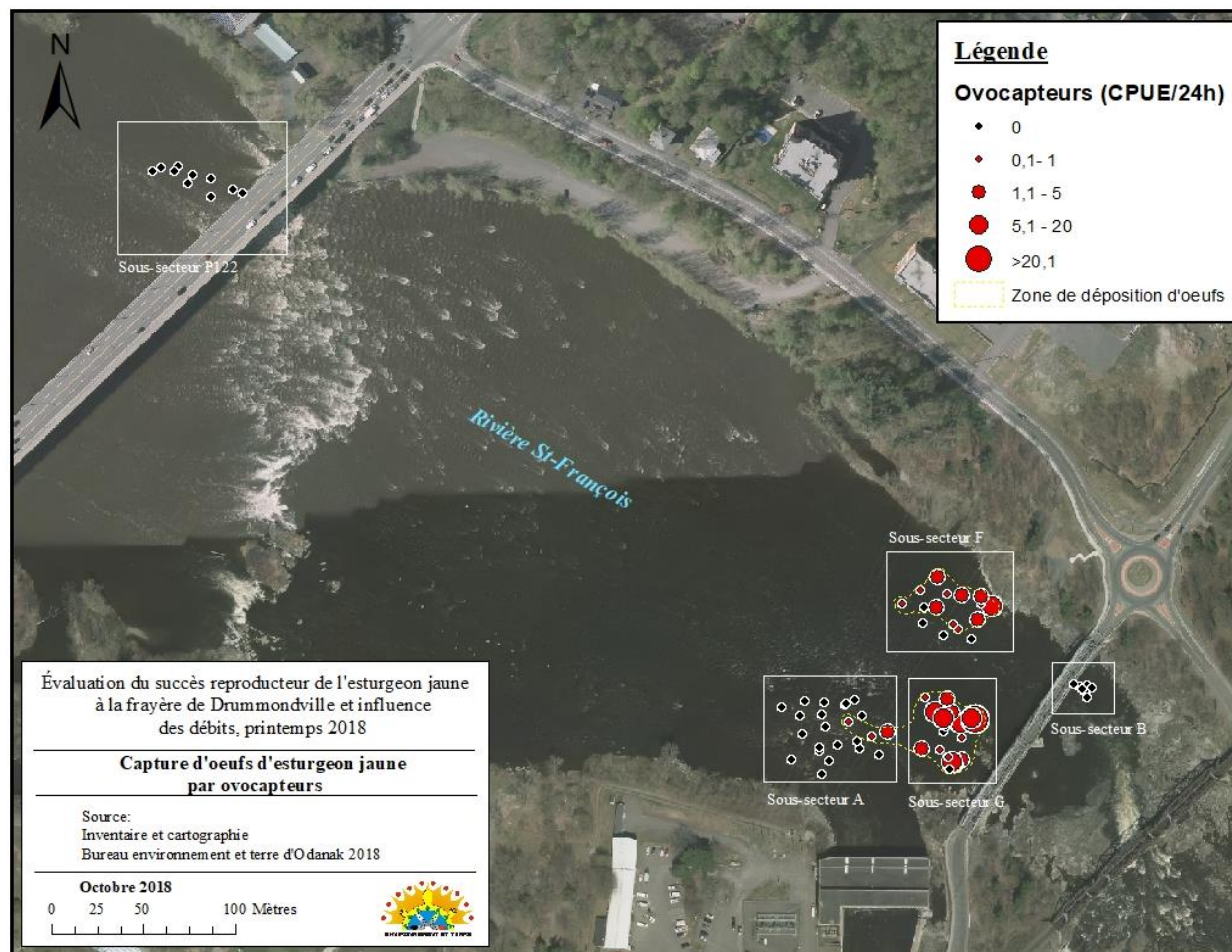 N
Légende
Ovocapteurs (CPUE/24h)
0
0,1- 1
1,1 - 5
5,1 - 20
>20,1
Zone de déposition d'oeufs
Sous-secteur P122
Rivière St-François
Sous-secteur F
Sous-secteur B
Sous-secteur A
Sous-secteur G
Évaluation du succès reproducteur de l'esturgeon jaune
à la frayère de Drummondville et influence
des débits, printemps 2018
Capture d'oeufs d'esturgeon jaune
par ovocapteurs
Source:
Inventaire et cartographie
Bureau environnement et terre d'Odanak 2018
Octobre 2018
0 25 50 100 Mètres
ENVIRONNEMENT ET TERRE